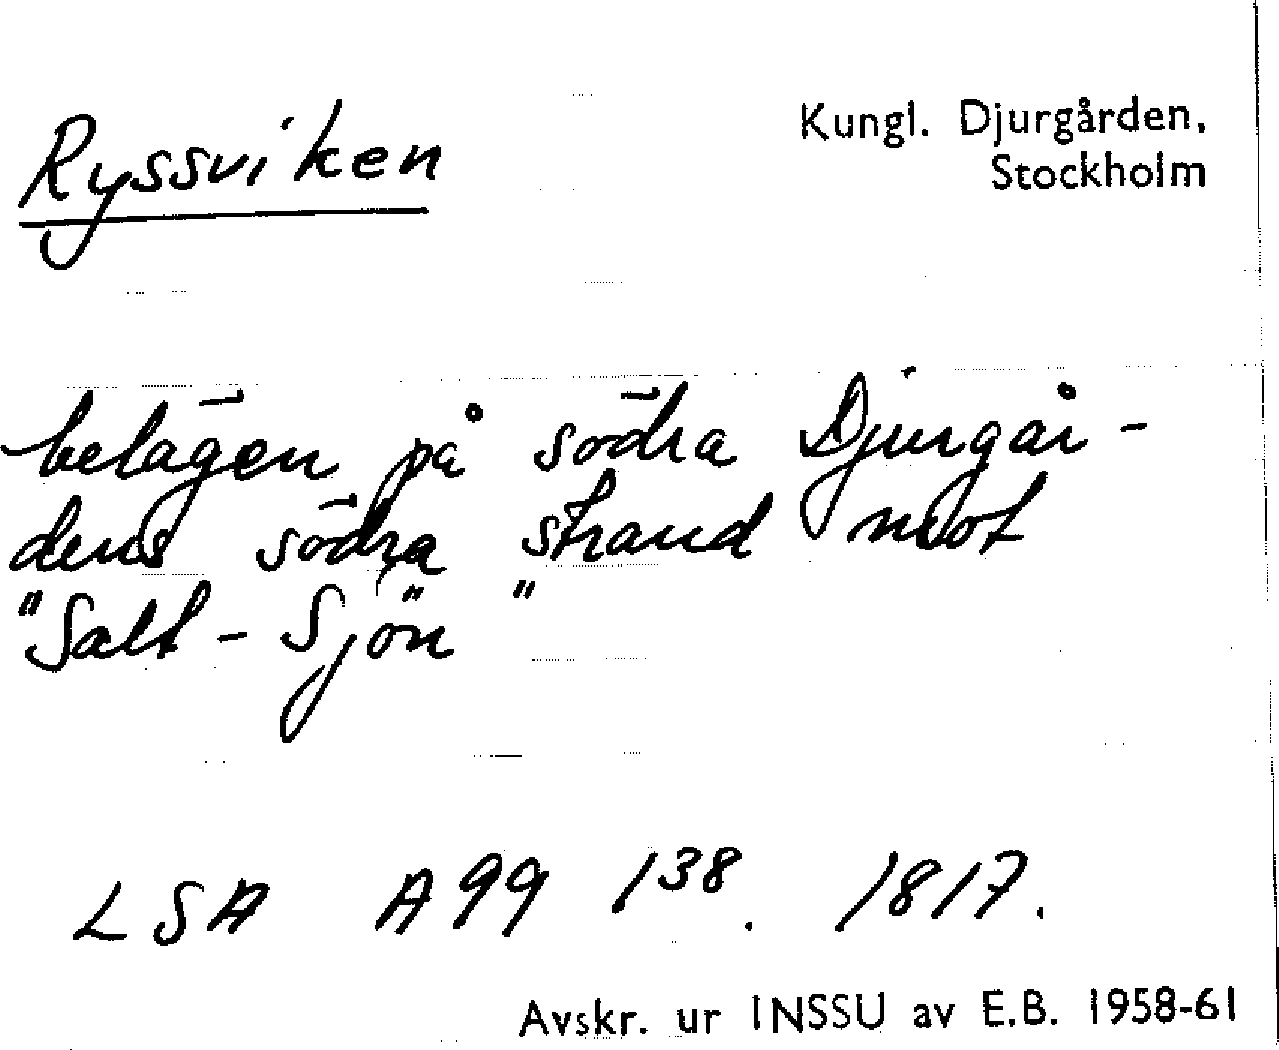 Ryssviken
Kungl. Djurgården,
Stockholm
belägen på södra Djurgår-
dens södra strand mot
"Salt-Sjön"
LSA A99 138. 1817.
Avskr. ur INSSU av E.B. 1958-61